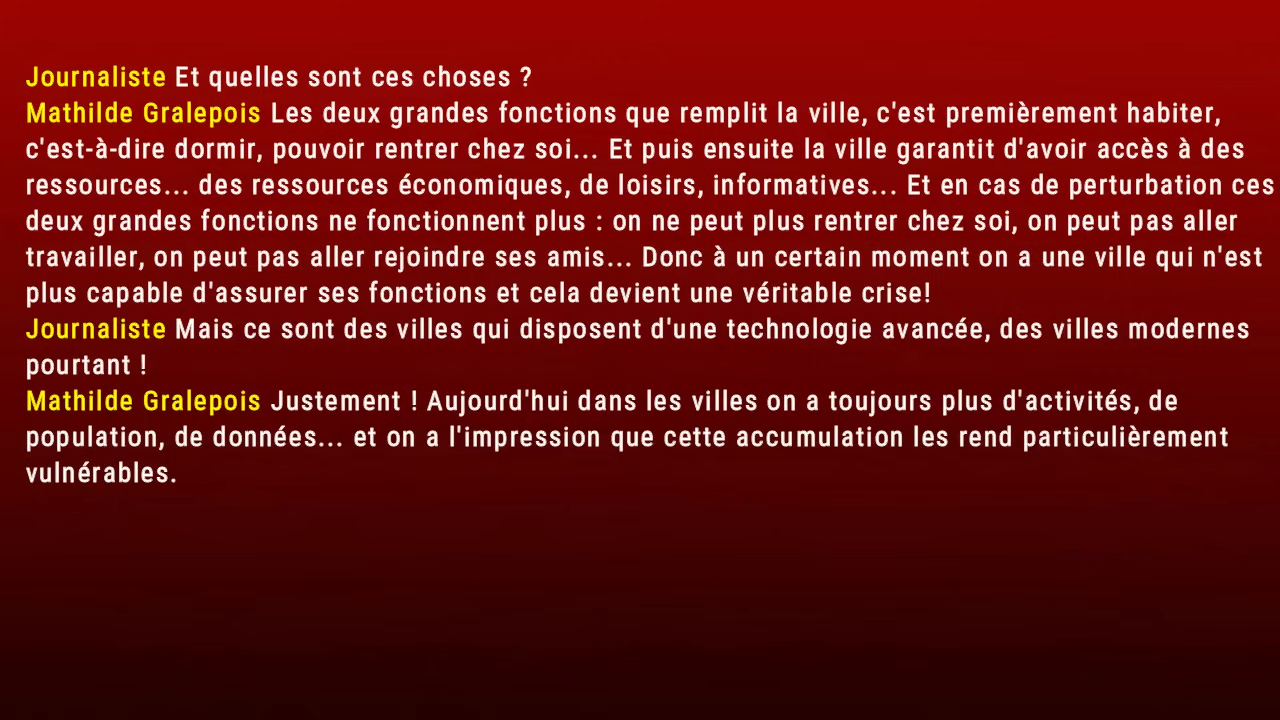 Journaliste Et quelles sont ces choses ?
Mathilde Gralepois Les deux grandes fonctions que remplit la ville, c'est premièrement habiter,
c'est-à-dire dormir, pouvoir rentrer chez soi... Et puis ensuite la ville garantit d'avoir accès à des
ressources... des ressources économiques, de loisirs, informatives... Et en cas de perturbation ces
deux grandes fonctions ne fonctionnent plus : on ne peut plus rentrer chez soi, on peut pas aller
travailler, on peut pas aller rejoindre ses amis... Donc à un certain moment on a une ville qui n'est
plus capable d'assurer ses fonctions et cela devient une véritable crise!
Journaliste Mais ce sont des villes qui disposent d'une technologie avancée, des villes modernes
pourtant !
Mathilde Gralepois Justement ! Aujourd'hui dans les villes on a toujours plus d'activités, de
population, de données... et on a l'impression que cette accumulation les rend particulièrement
vulnérables.